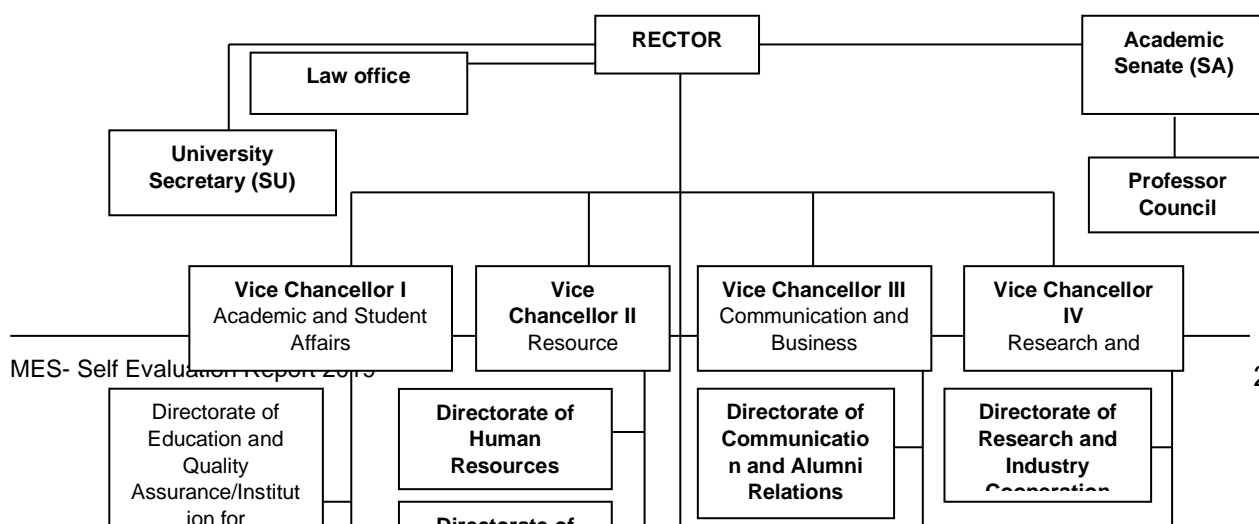 RECTOR
Academic
Senate (SA)
Law office
University
Secretary (SU)
Professor
Council
Vice Chancellor I
Academic and Student
Affairs
Vice
Chancellor II
Resource
Vice Chancellor III
Communication and
Business
Vice Chancellor
IV
Research and
MES- Self Evaluation Report
2
Directorate of
Education and
Quality
Assurance/Institut
ion for
Directorate of
Human
Resources
Directorate of
Directorate of
Communicatio
n and Alumni
Relations
Directorate of
Research and
Industry
Cooperation